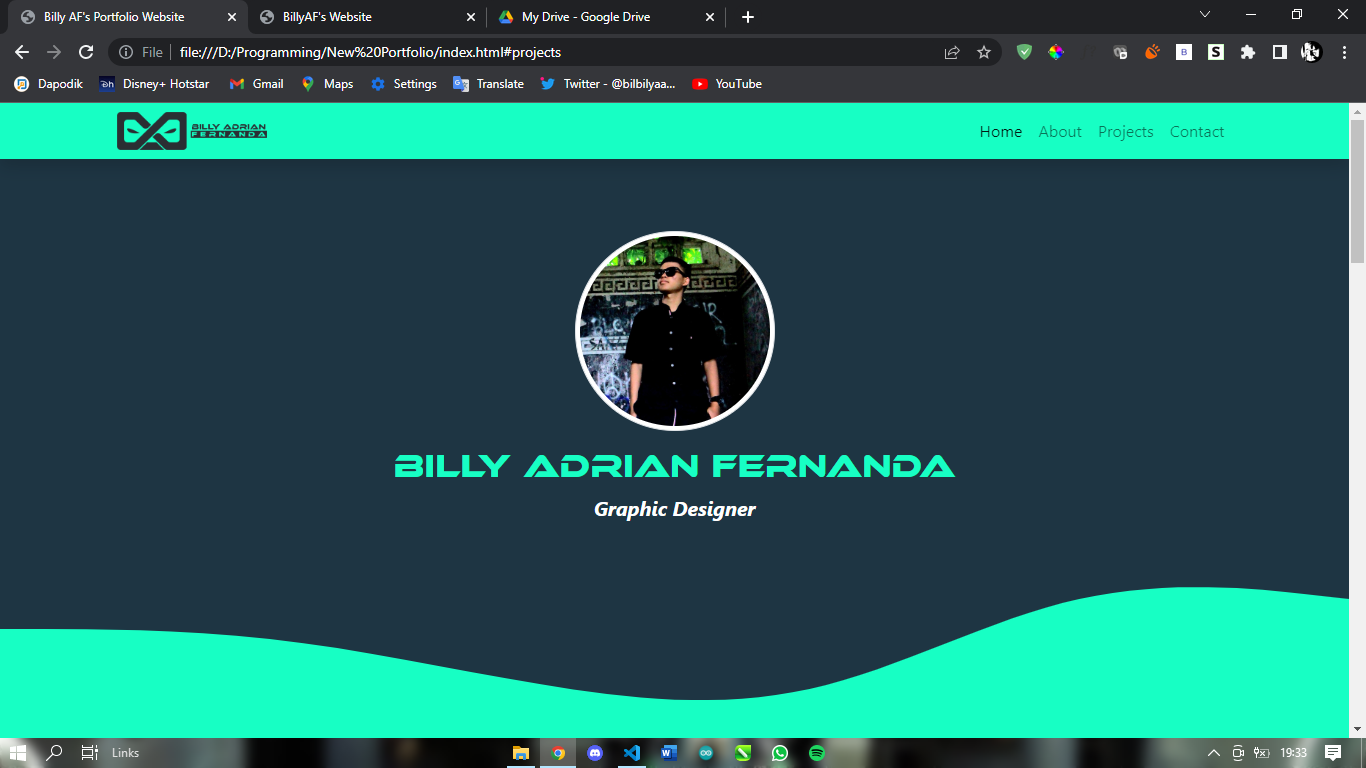 Billy AF's Portfolio Website
BillyAF's Website
My Drive - Google Drive
File
file:///D:/Programming/New%20Portfolio/index.html#projects
Dapodik
Disney+ Hotstar
Gmail
Maps
Settings
Translate
Twitter - @bilbilyaa...
YouTube
BILLY ADRIAN
FERNANDA
Home
About
Projects
Contact
BILLY ADRIAN FERNANDA
Graphic Designer
Links
19:33